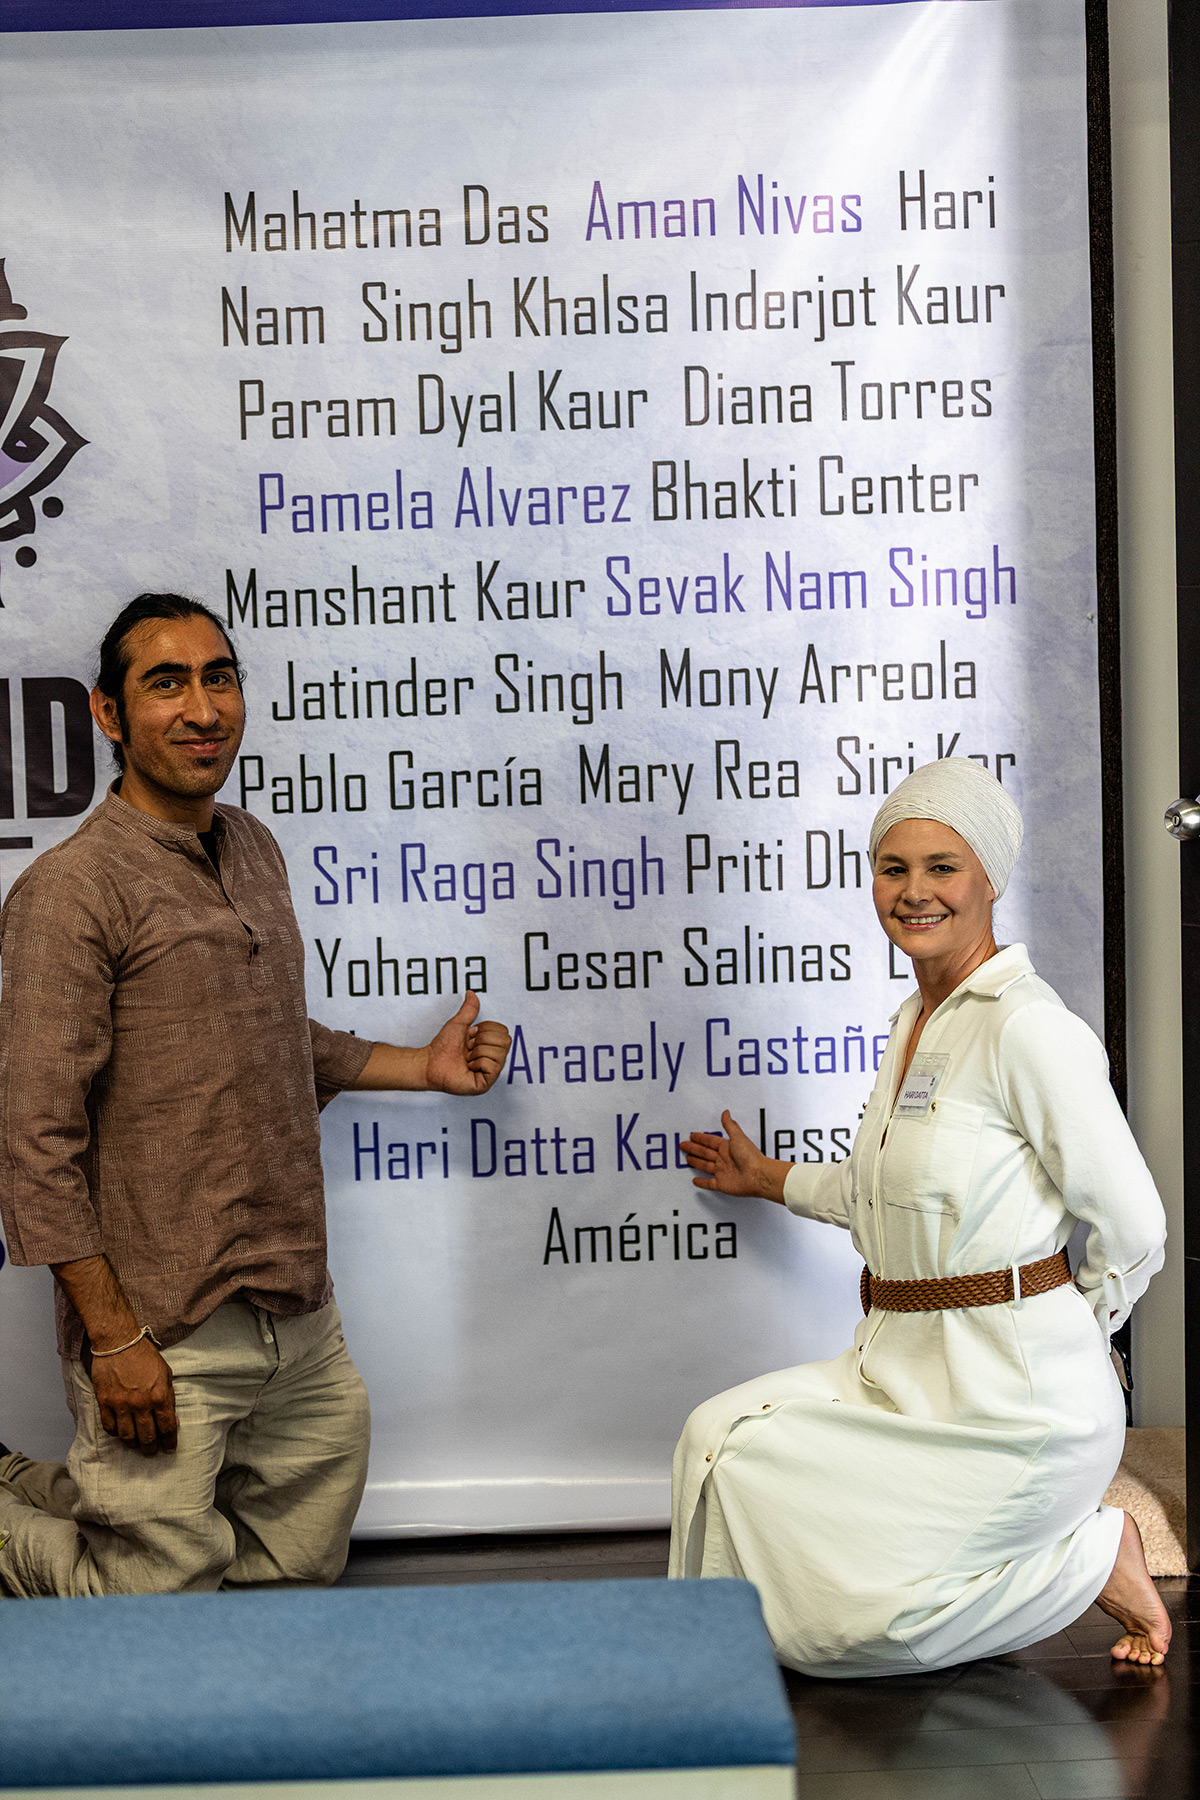 Mahatma Das Aman Nivas Hari
Nam Singh Khalsa Inderjot Kaur
Param Dyal Kaur Diana Torres
Pamela Alvarez Bhakti Center
Manshant Kaur Sevak Nam Singh
Jatinder Singh Mony Arreola
Pablo García Mary Rea Siri
Sri Raga Singh Priti
Yohana Cesar Salinas
Aracely
Hari Datta Kaur
América
HARI DATTA